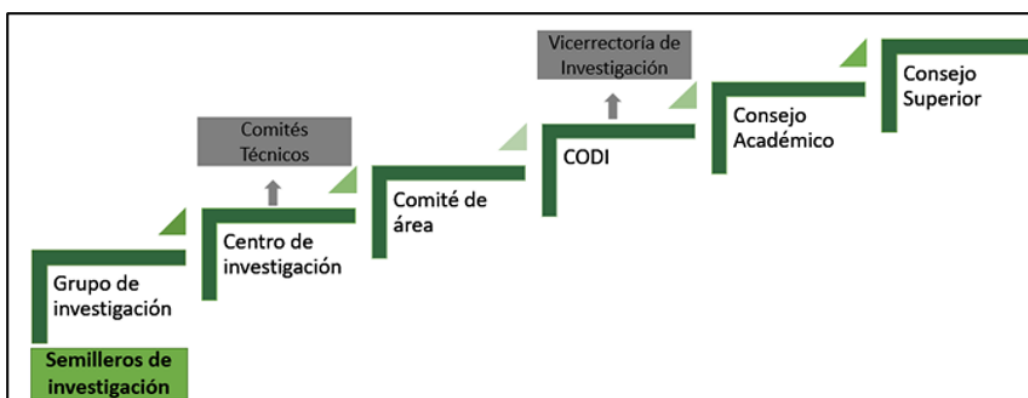 Semilleros de
investigación
Grupo de
investigación
Centro de
investigación
Comités
Técnicos
Comité de
área
CODI
Vicerrectoría de
Investigación
Consejo
Académico
Consejo
Superior